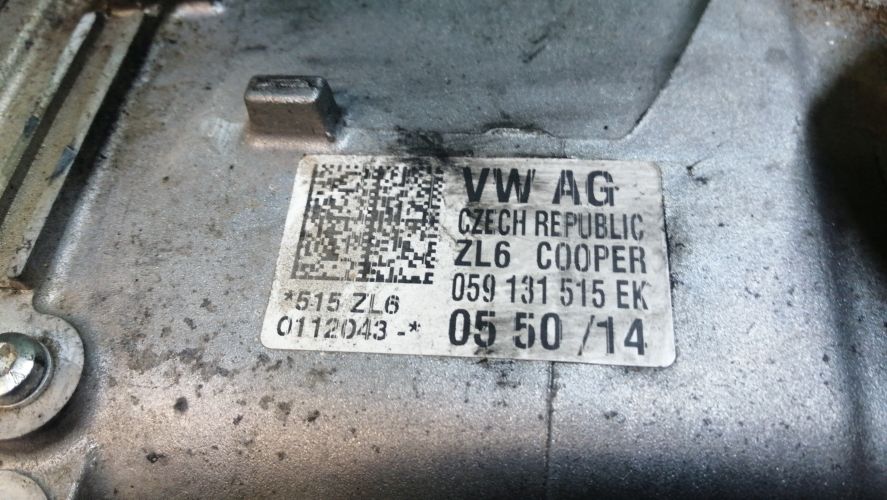 VW AG
CZECH REPUBLIC
ZL6 COOPER
059 131 515 EK
05 50/14
*515 ZL6
0112043 -*